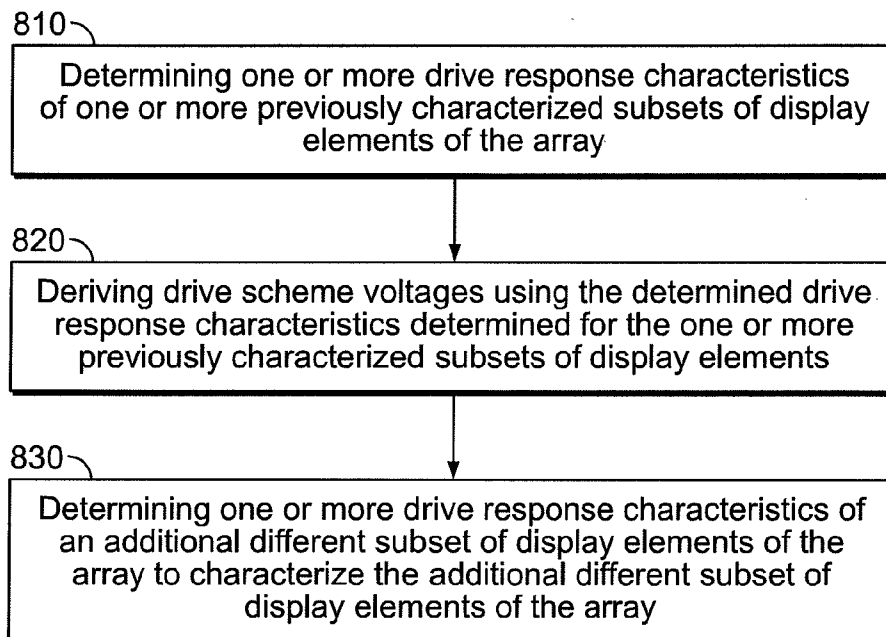 810
Determining one or more drive response characteristics
of one or more previously characterized subsets of display
elements of the array
820
Deriving drive scheme voltages using the determined drive
response characteristics determined for the one or more
previously characterized subsets of display elements
830
Determining one or more drive response characteristics of
an additional different subset of display elements of the
array to characterize the additional different subset of
display elements of the array